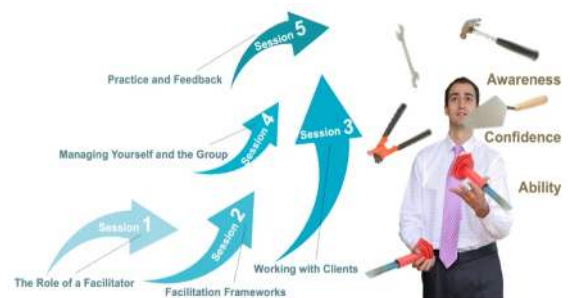 Session 5
Practice and Feedback
Session 4
Managing Yourself and the Group
Session 3
Working with Clients
Session 1
The Role of a Facilitator
Session 2
Facilitation Frameworks
Awareness
Confidence
Ability